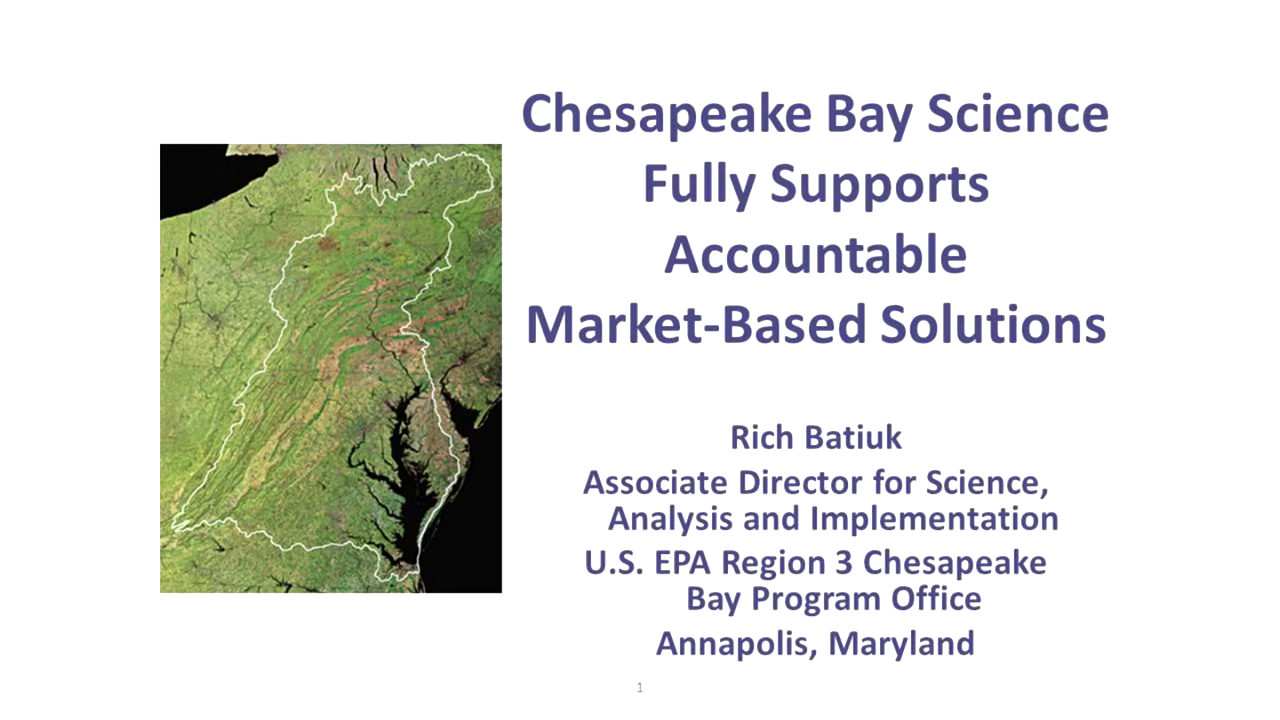 Chesapeake Bay Science
Fully Supports
Accountable
Market-Based Solutions
Rich Batiuk
Associate Director for Science,
Analysis and Implementation
U.S. EPA Region 3 Chesapeake
Bay Program Office
Annapolis, Maryland
1